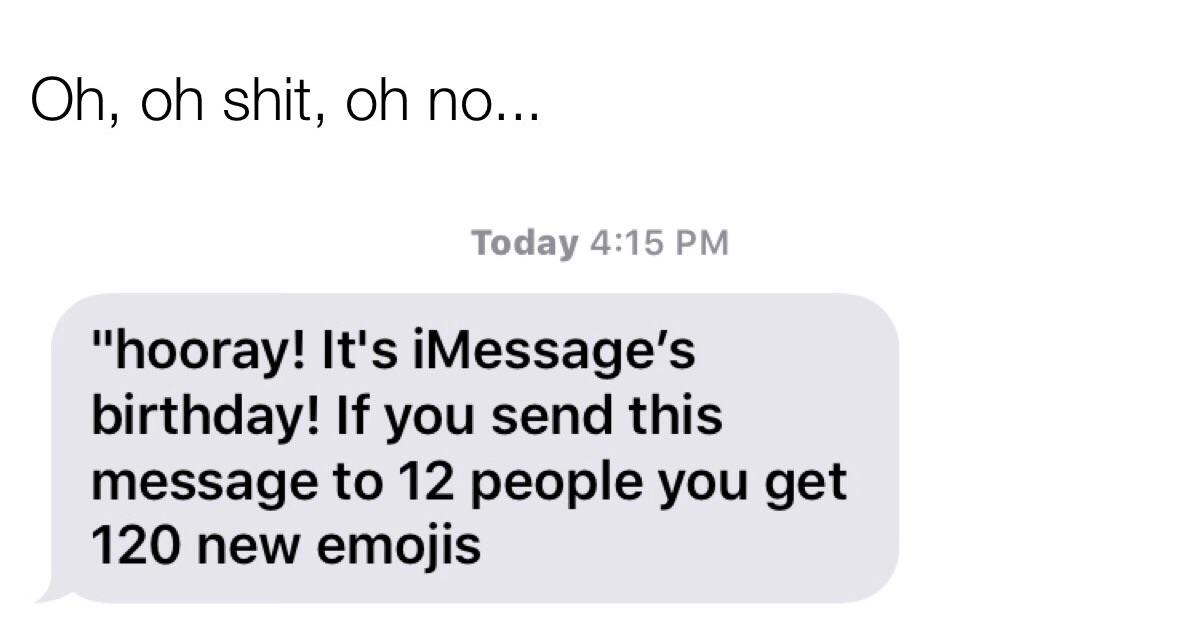 Oh, oh shit, oh no...
Today 4:15 PM
"hooray! It's iMessage’s
birthday! If you send this
message to 12 people you get
120 new emojis